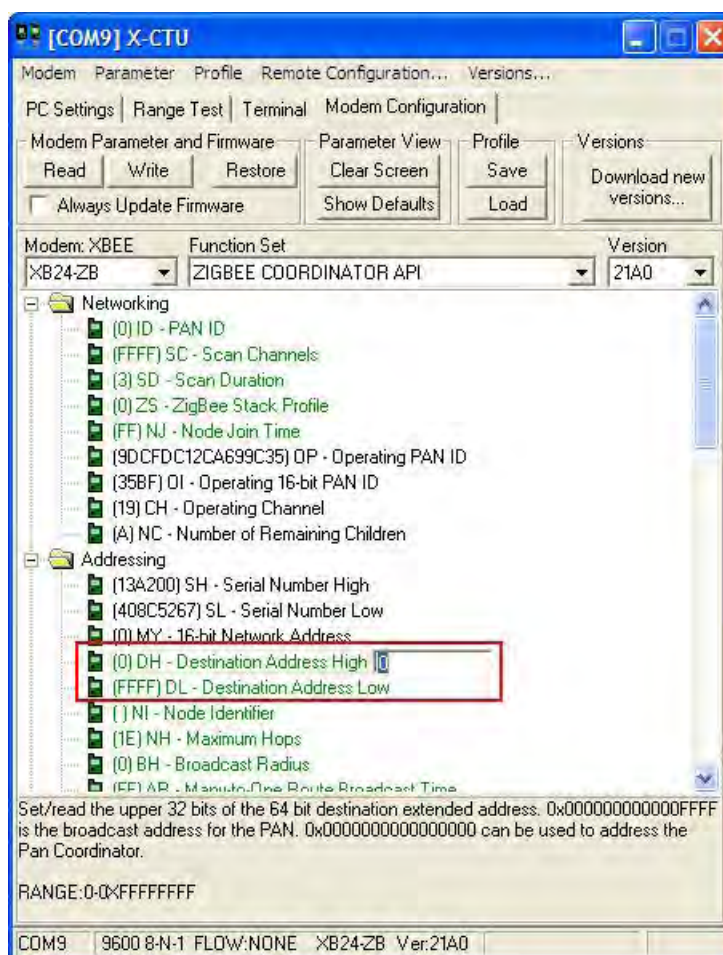 [COM9] X-CTU
Modem Parameter Profile Remote Configuration... Versions...
PC Settings Range Test Terminal Modem Configuration
Modem Parameter and Firmware Parameter View Profile Versions
Read Write Restore Clear Screen Save Download new versions...
Always Update Firmware Show Defaults Load
Modem: XBEE Function Set Version
XB24-ZB ZIGBEE COORDINATOR API 21A0
Networking
(0) ID - PAN ID
(FFFF) SC - Scan Channels
(3) SD - Scan Duration
(0) ZS - ZigBee Stack Profile
(FF) NJ - Node Join Time
(9DCFDC12CA699C35) OP - Operating PAN ID
(35BF) OI - Operating 16-bit PAN ID
(19) CH - Operating Channel
(A) NC - Number of Remaining Children
Addressing
(13A200) SH - Serial Number High
(408C5267) SL - Serial Number Low
(0) MY - 16-bit Network Address
(0) DH - Destination Address High 0
(FFFF) DL - Destination Address Low
( ) NI - Node Identifier
(1E) NH - Maximum Hops
(0) BH - Broadcast Radius
(FF) AR - Many-to-One Route Broadcast Time
Set/read the upper 32 bits of the 64 bit destination extended address. 0x000000000000FFFF
is the broadcast address for the PAN. 0x0000000000000000 can be used to address the
Pan Coordinator.
RANGE:0-0XFFFFFFFF
COM9 9600 8-N-1 FLOW:NONE XB24-ZB Ver:21A0